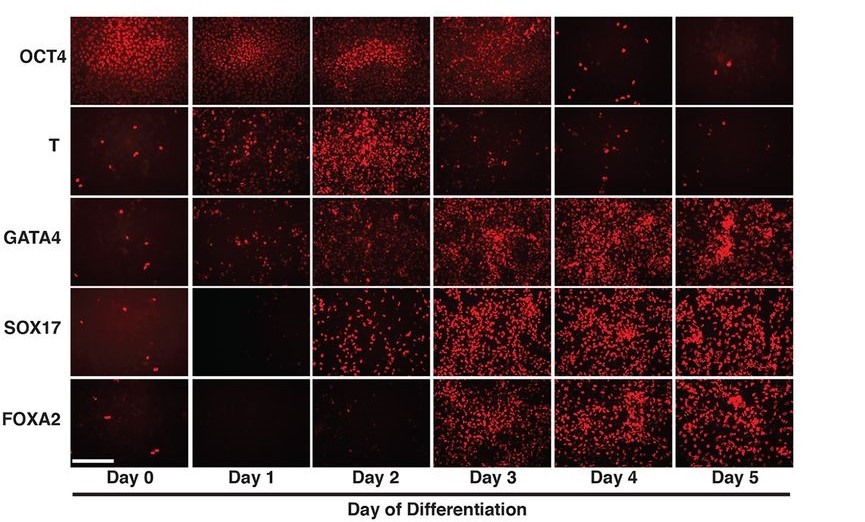 OCT4
T
GATA4
SOX17
FOXA2
Day 0 Day 1 Day 2 Day 3 Day 4 Day 5
Day of Differentiation